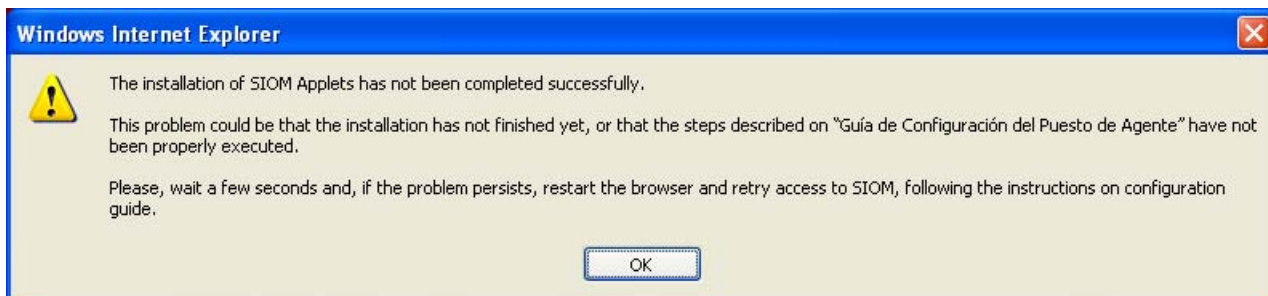 Windows Internet Explorer
The installation of SIOM Applets has not been completed successfully.
This problem could be that the installation has not finished yet, or that the steps described on “Guía de Configuración del Puesto de Agente” have not
been properly executed.
Please, wait a few seconds and, if the problem persists, restart the browser and retry access to SIOM, following the instructions on configuration
guide.
OK